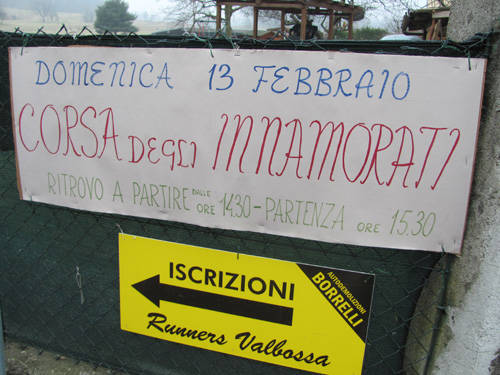 DOMENICA 13 FEBBRAIO
CORSA DEGLI INNAMORATI
RITROVO A PARTIRE DALLE ORE 14.30 - PARTENZA ORE 15.30
ISCRIZIONI
AUTODEMOLIZIONI
BORRELLI
Runners Valbossa